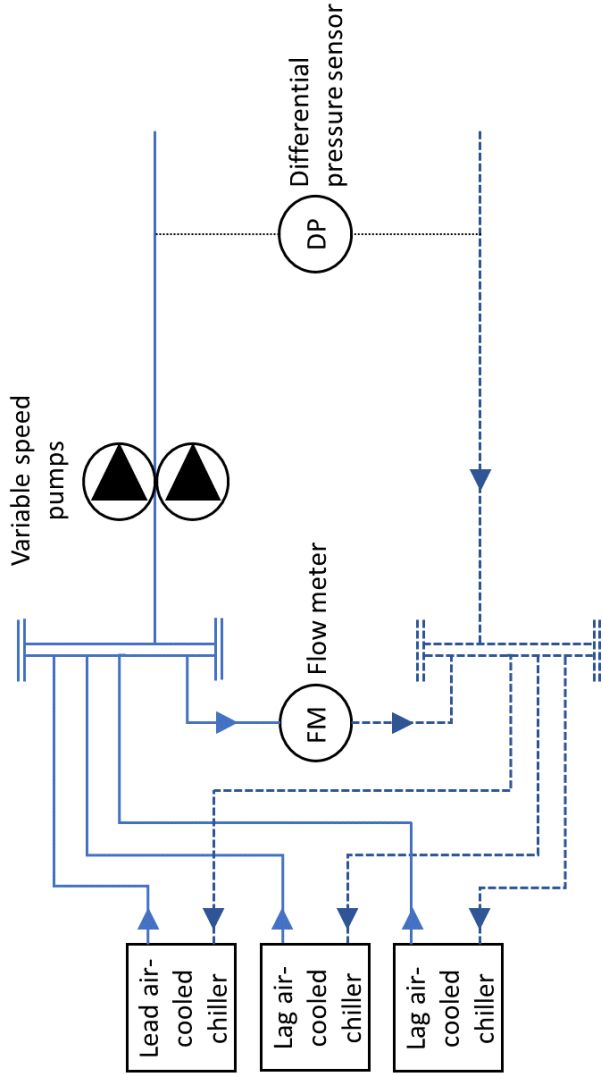 Variable speed
pumps
Differential
pressure sensor
DP
Flow meter
FM
Lead air-
cooled
chiller
Lag air-
cooled
chiller
Lag air-
cooled
chiller